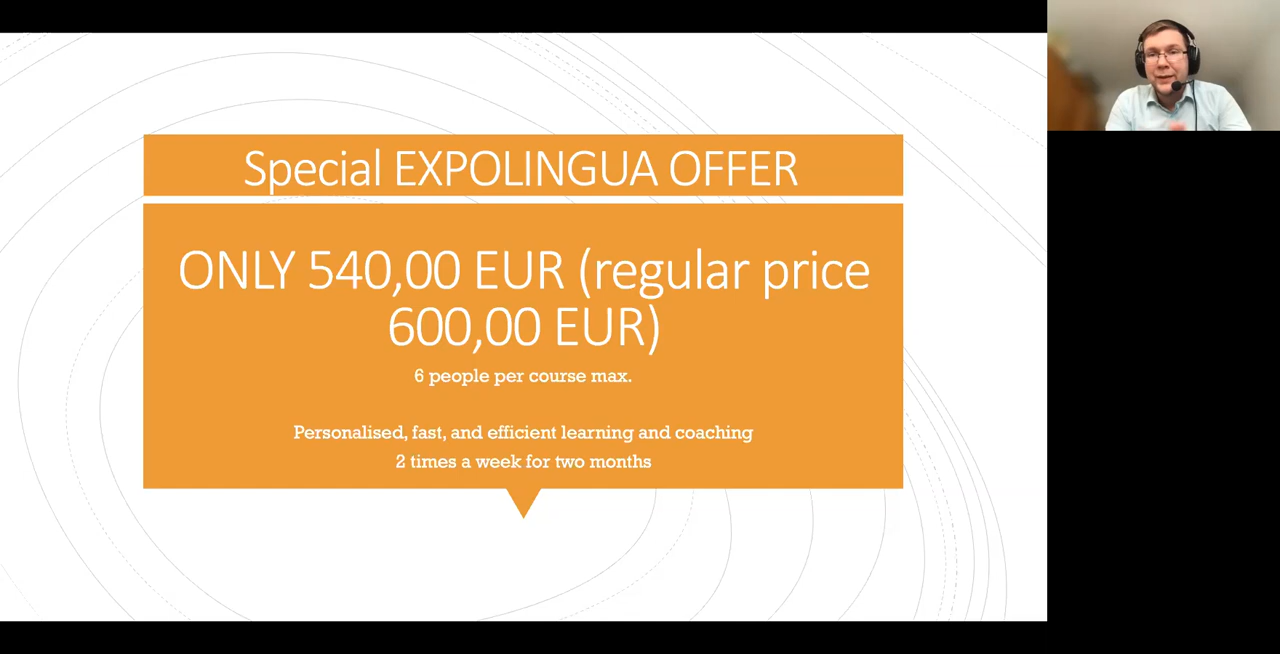 Special EXPOLINGUA OFFER
ONLY 540,00 EUR (regular price
600,00 EUR)
6 people per course max.
Personalised, fast, and efficient learning and coaching
2 times a week for two months